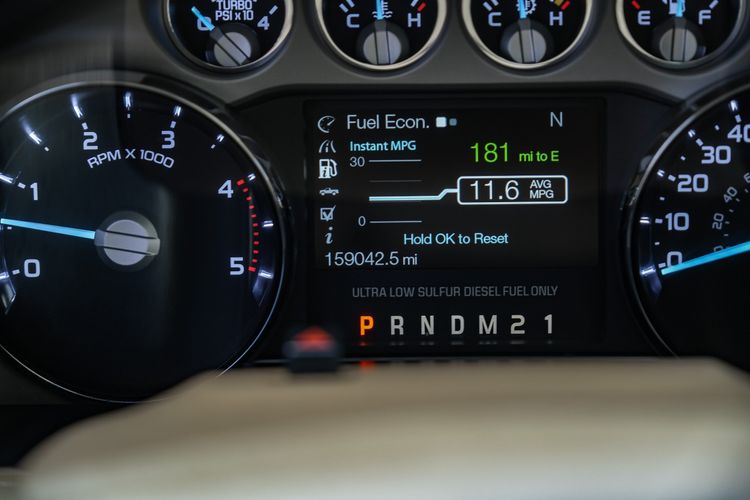 TURBO
PSI x 10
0 4
C F
C H
E F
Fuel Econ. N
Instant MPG
30
181 mi to E
11.6 AVG MPG
0
Hold OK to Reset
159042.5 mi
ULTRA LOW SULFUR DIESEL FUEL ONLY
P R N D M 2 1
0 1 2 3 4 5
RPM X 1000
0 10 20 30 40